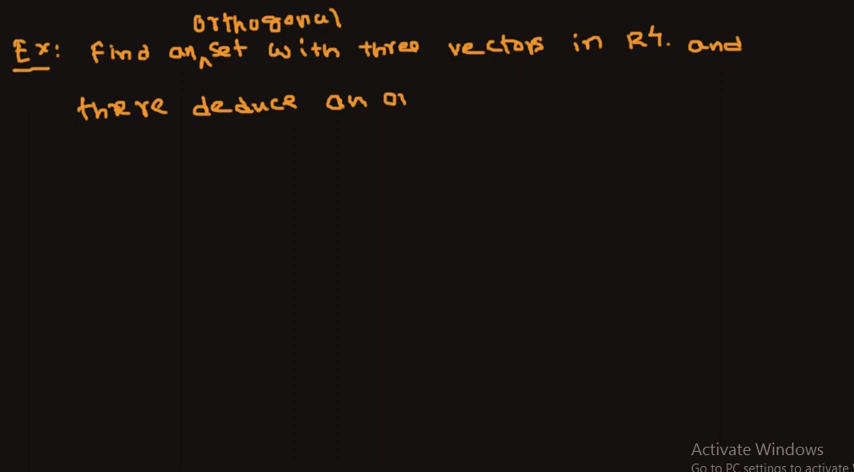 orthogonal
Ex: Find an ^ set with three vectors in R4. and
there deduce an or
Activate Windows
Go to PC settings to activate